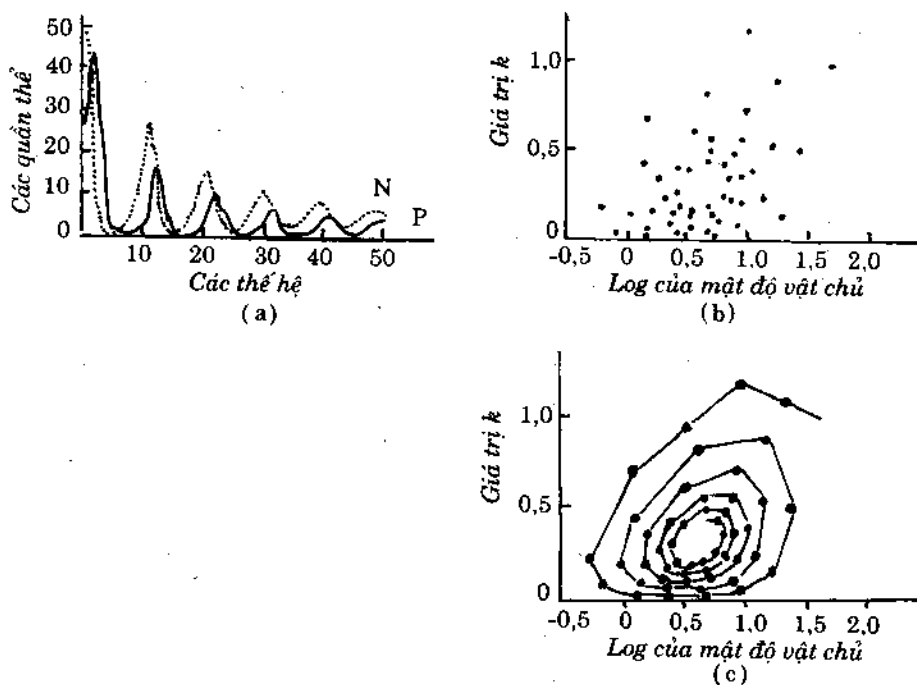 50
40
30
20
10
0
Các quần thể
N
P
10 20 30 40 50
Các thế hệ
(a)
1,0
0,5
0
Giá trị k
-0,5 0 0,5 1.0 1,5 2,0
Log của mật độ vật chủ
(b)
1,0
0,5
0
Giá trị k
-0,5 0 0,5 1.0 1,5 2,0
Log của mật độ vật chủ
(c)